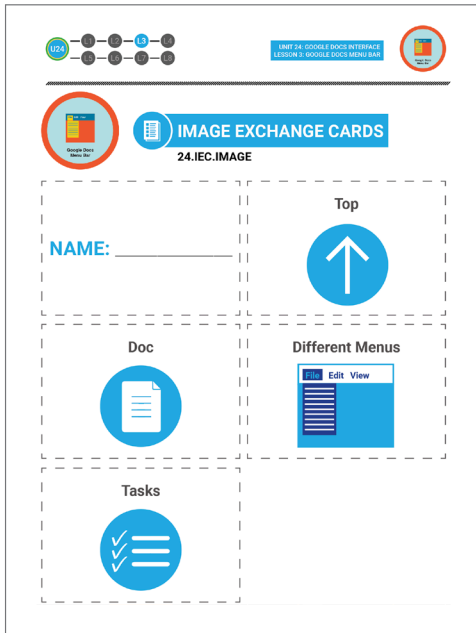 U24
L1
L2
L3
L4
L5
L6
L7
L8
UNIT 24: GOOGLE DOCS INTERFACE
LESSON 3: GOOGLE DOCS MENU BAR
Google Docs
Menu Bar
Google Docs
Menu Bar
IMAGE EXCHANGE CARDS
24.IEC.IMAGE
NAME: ____________
Top
Doc
Different Menus
File Edit View
Tasks